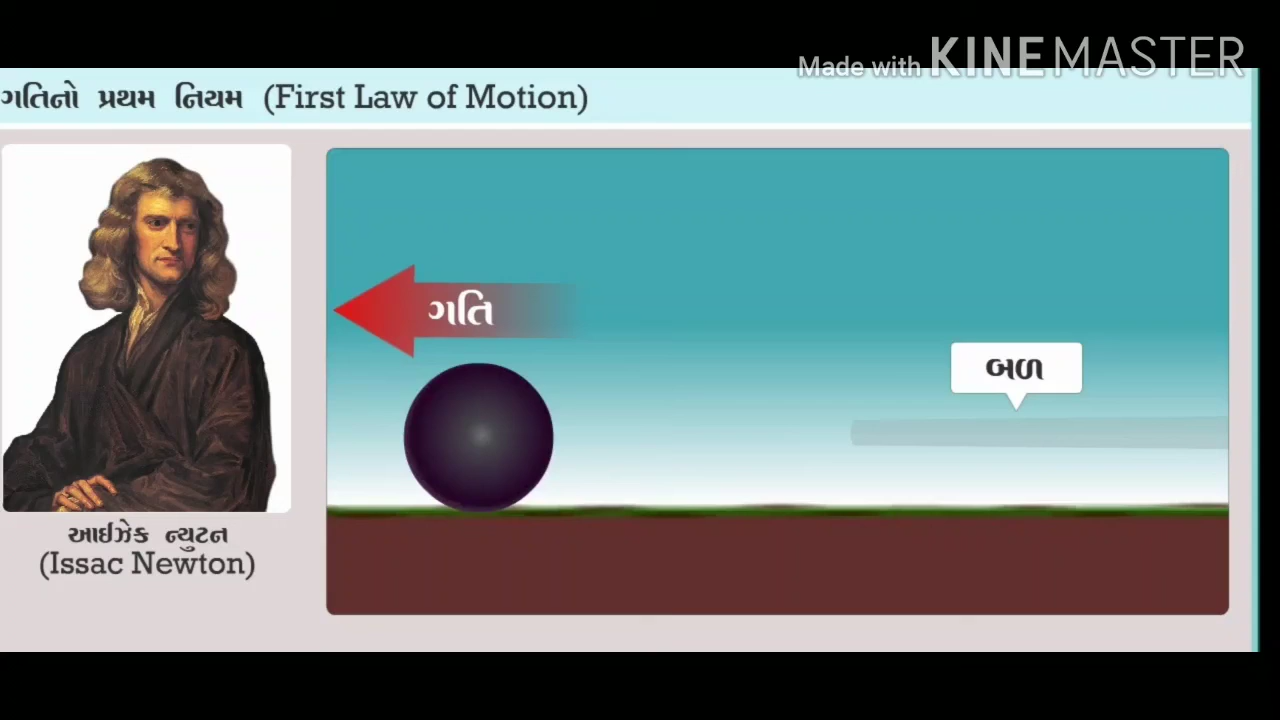 Made with KINEMASTER
ગતિનો પ્રથમ નિયમ (First Law of Motion)
ગતિ
બળ
આઈઝેક ન્યુટન
(Issac Newton)